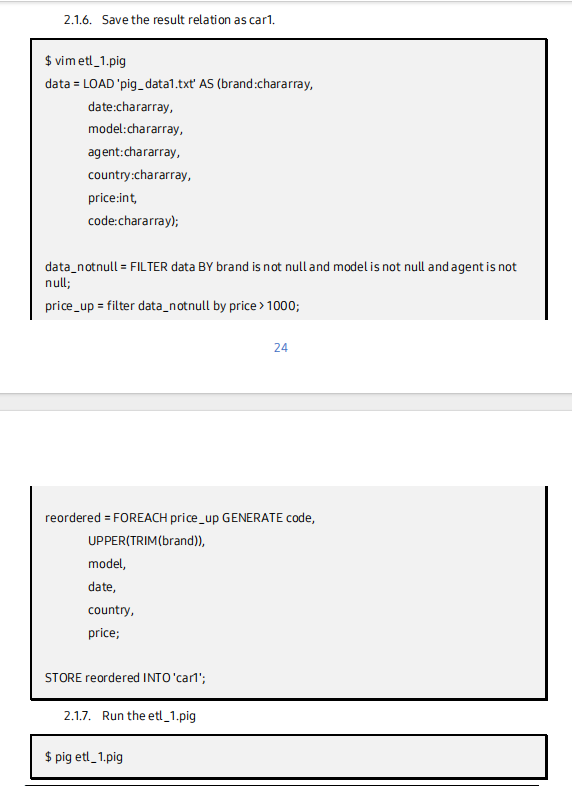 2.1.6. Save the result relation as car1.
$ vim etl_1.pig
data = LOAD 'pig_data1.txt' AS (brand:chararray,
date:chararray,
model:chararray,
agent:chararray,
country:chararray,
price:int,
code:chararray);
data_notnull = FILTER data BY brand is not null and model is not null and agent is not
null;
price_up = filter data_notnull by price > 1000;
24
reordered = FOREACH price_up GENERATE code,
UPPER(TRIM(brand)),
model,
date,
country,
price;
STORE reordered INTO 'car1';
2.1.7. Run the etl_1.pig
$ pig etl_1.pig